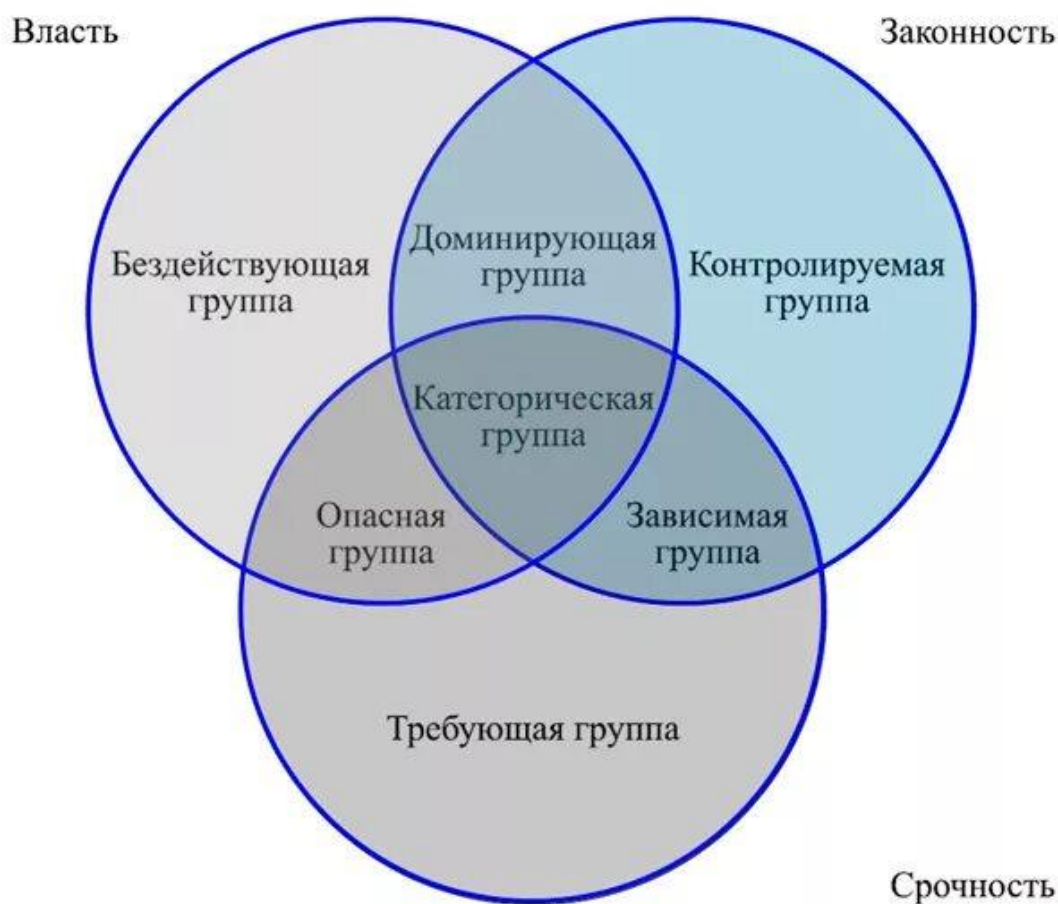 Власть
Законность
Доминирующая
группа
Бездействующая
группа
Контролируемая
группа
Категорическая
группа
Опасная
группа
Зависимая
группа
Требующая группа
Срочность